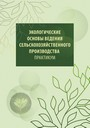 ЭКОЛОГИЧЕСКИЕ
ОСНОВЫ ВЕДЕНИЯ
СЕЛЬСКОХОЗЯЙСТВЕННОГО
ПРОИЗВОДСТВА
ПРАКТИКУМ